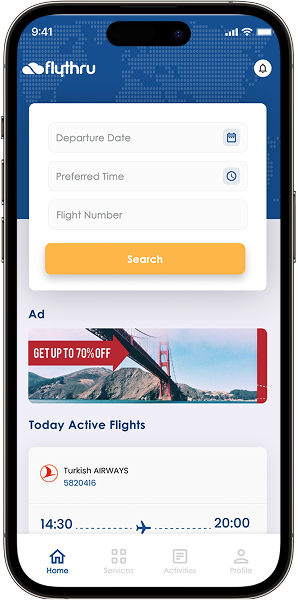 9:41
flythru
Departure Date
Preferred Time
Flight Number
Search
Ad
GET UP TO 70% OFF
Today Active Flights
Turkish AIRWAYS
5820416
14:30
20:00
Home
Services
Activities
Profile